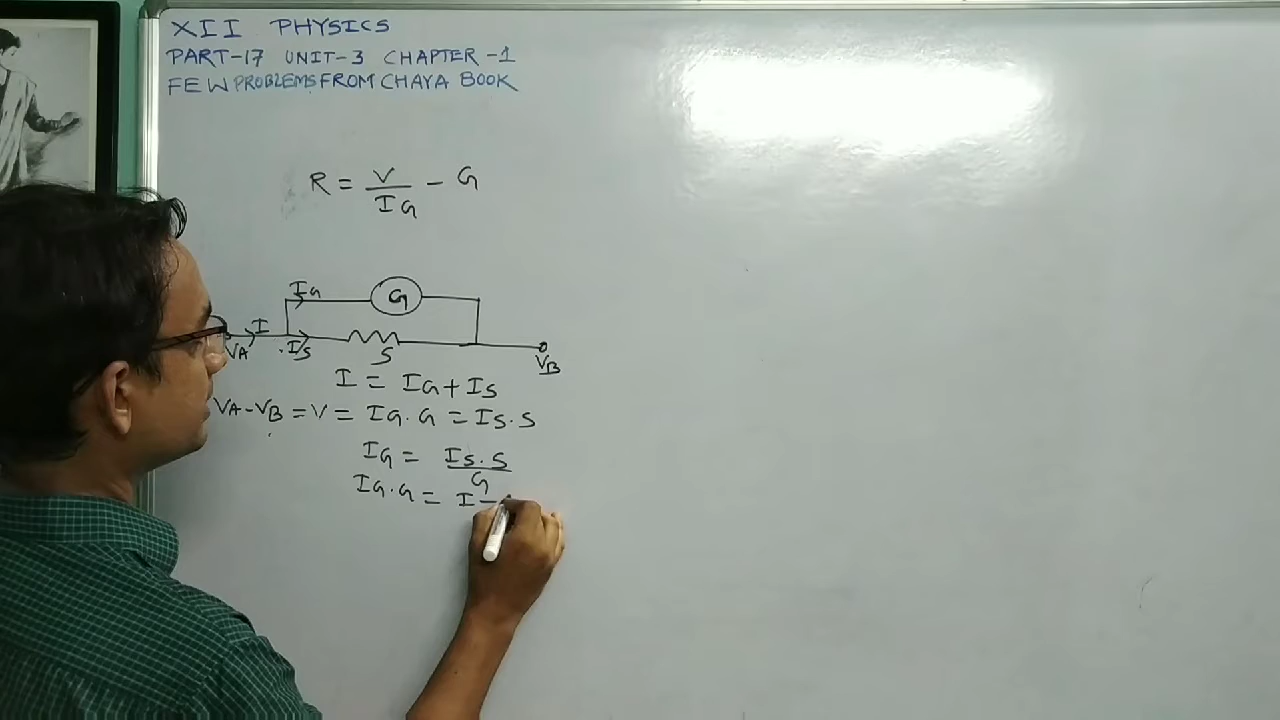 XII PHYSICS
PART-17 UNIT-3 CHAPTER -1
FEW PROBLEMS FROM CHAYA BOOK
R = V/IG - G
IG
G
I
VA
IS
S
VB
I = IG + IS
VA - VB = V = IG . G = IS . S
IG = IS . S/G
IG . G = I -